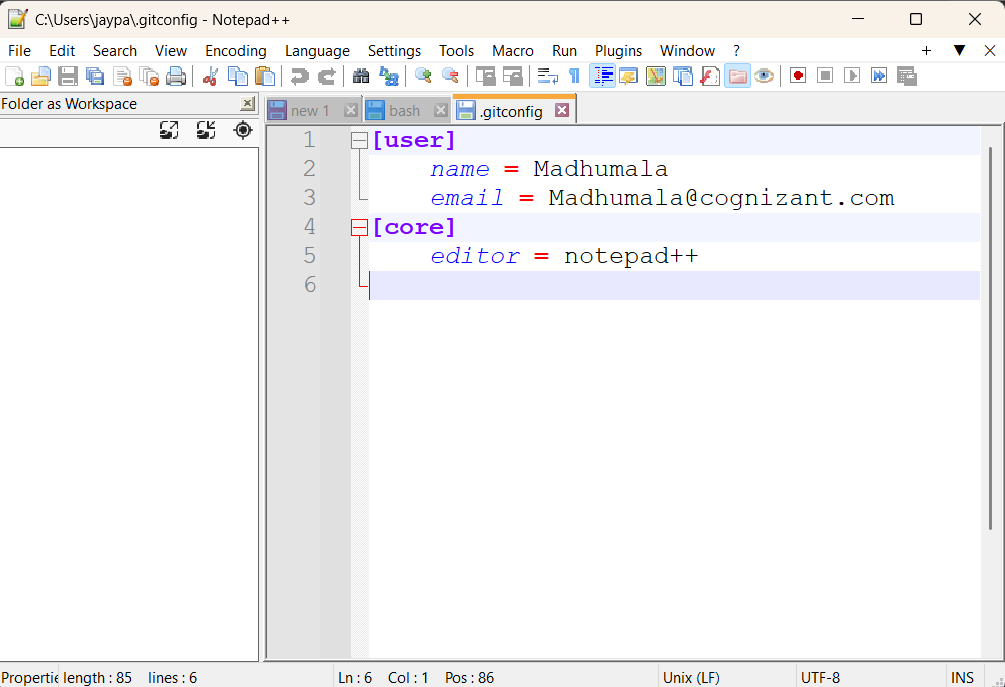 C:\Users\jaypa\.gitconfig - Notepad++
File Edit Search View Encoding Language Settings Tools Macro Run Plugins Window ? + ▼ X
Folder as Workspace
new 1 bash .gitconfig
1 [user]
2 name = Madhumala
3 email = Madhumala@cognizant.com
4 [core]
5 editor = notepad++
6
Propertie length : 85 lines : 6 Ln : 6 Col : 1 Pos : 86 Unix (LF) UTF-8 INS